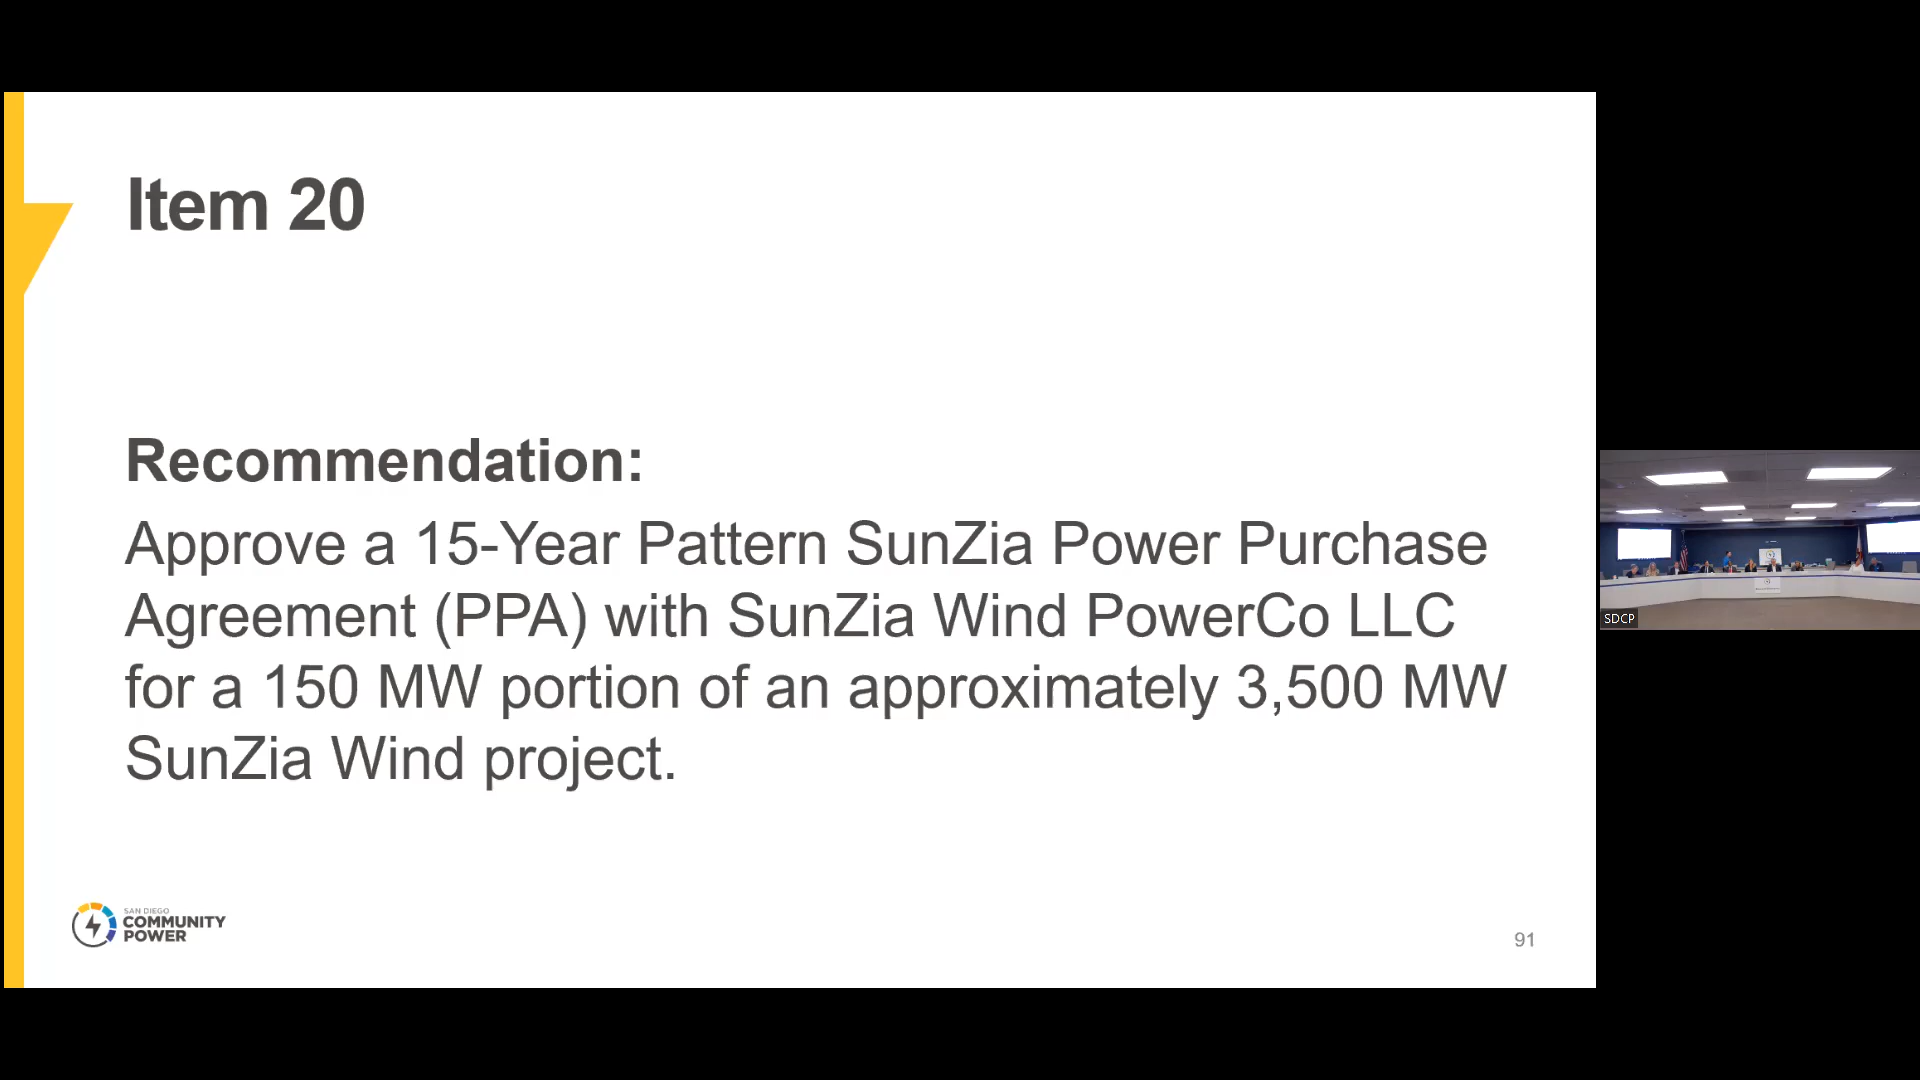 Item 20
Recommendation:
Approve a 15-Year Pattern SunZia Power Purchase
Agreement (PPA) with SunZia Wind PowerCo LLC
for a 150 MW portion of an approximately 3,500 MW
SunZia Wind project.
SAN DIEGO
COMMUNITY
POWER
91
SDCP